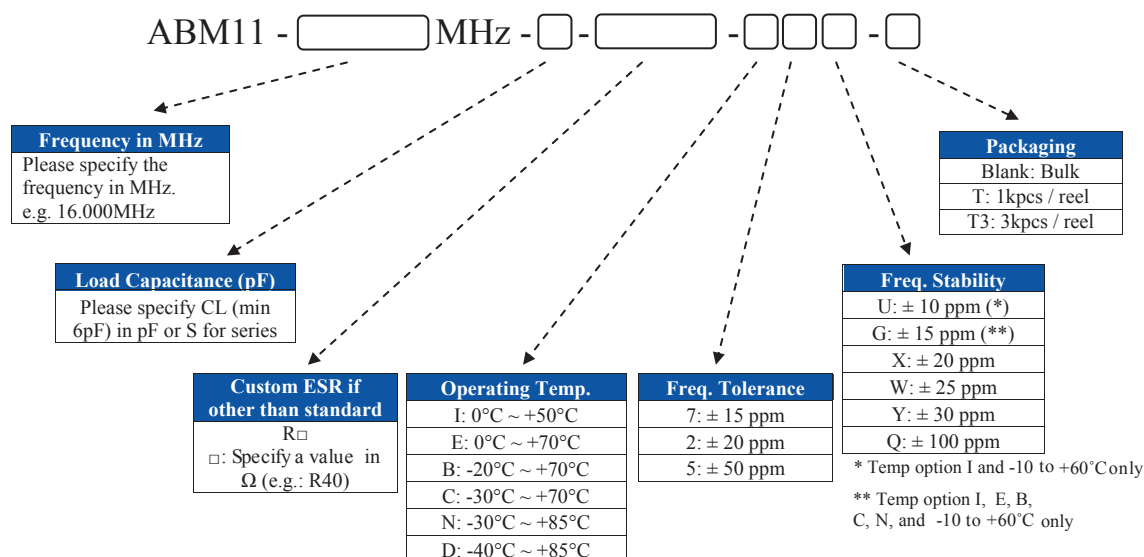 ABM11 - MHz - - - -
Frequency in MHz
Please specify the
frequency in MHz.
e.g. 16.000MHz
Packaging
Blank: Bulk
T: 1kpcs / reel
T3: 3kpcs / reel
Load Capacitance (pF)
Please specify CL (min
6pF) in pF or S for series
Freq. Stability
U: ± 10 ppm (*)
G: ± 15 ppm (**)
X: ± 20 ppm
W: ± 25 ppm
Y: ± 30 ppm
Q: ± 100 ppm
* Temp option I and -10 to +60˚C only
** Temp option I, E, B,
C, N, and -10 to +60˚C only
Custom ESR if
other than standard
R□
□: Specify a value in
Ω (e.g.: R40)
Operating Temp.
I: 0°C ~ +50°C
E: 0°C ~ +70°C
B: -20°C ~ +70°C
C: -30°C ~ +70°C
N: -30°C ~ +85°C
D: -40°C ~ +85°C
Freq. Tolerance
7: ± 15 ppm
2: ± 20 ppm
5: ± 50 ppm